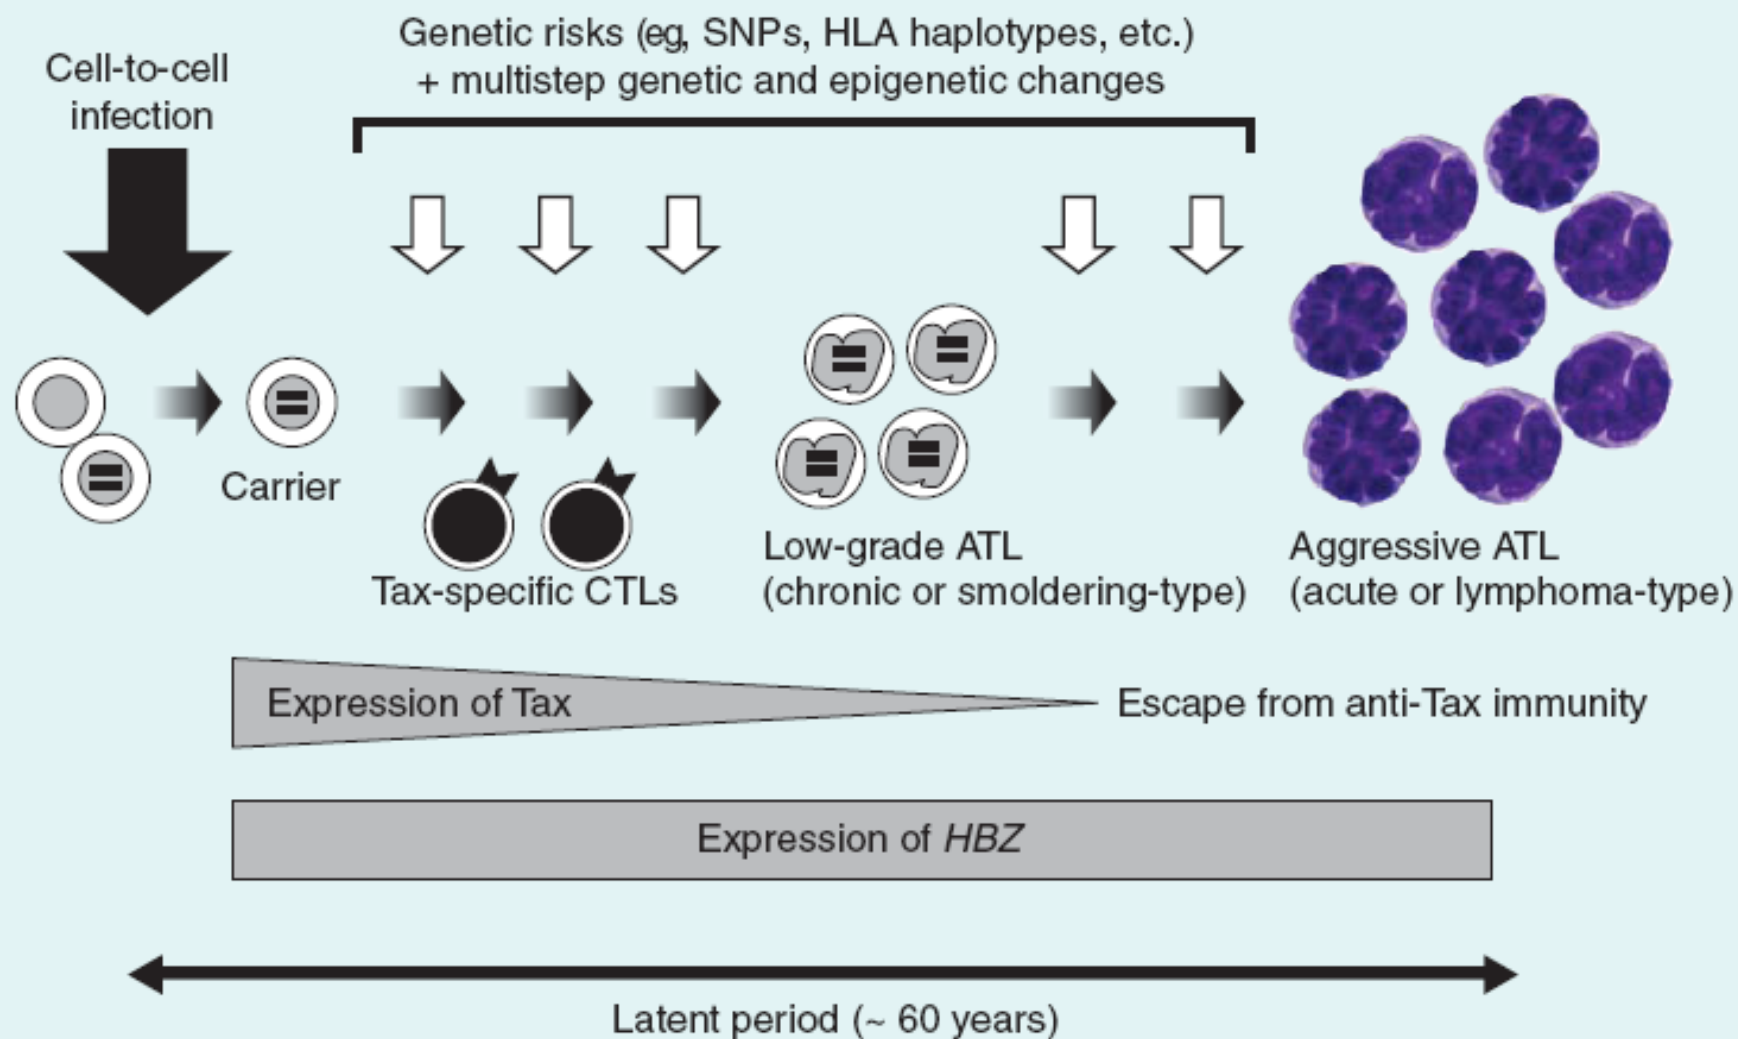 Cell-to-cell
infection
Genetic risks (eg, SNPs, HLA haplotypes, etc.)
+ multistep genetic and epigenetic changes
Carrier
Tax-specific CTLs
Low-grade ATL
(chronic or smoldering-type)
Aggressive ATL
(acute or lymphoma-type)
Expression of Tax
Escape from anti-Tax immunity
Expression of HBZ
Latent period (~ 60 years)